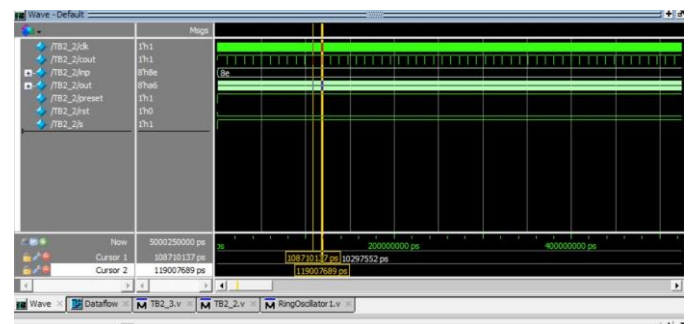 Wave - Default
Msgs
/TB2_2/clk 1'h1
/TB2_2/cout 1'h1
/TB2_2/inp 8'h8e 8e
/TB2_2/out 8'ha6
/TB2_2/preset 1'h1
/TB2_2/rst 1'h0
/TB2_2/s 1'h1
Now 5000250000 ps ps 200000000 ps 400000000 ps
Cursor 1 108710137 ps 108710137 ps 10297552 ps
Cursor 2 119007689 ps 119007689 ps
Wave Dataflow TB2_3.v TB2_2.v RingOscillator1.v